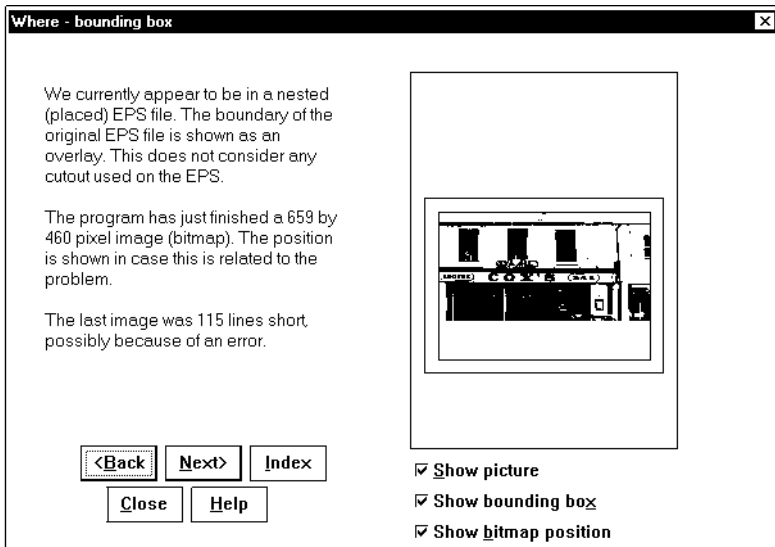 Where - bounding box
We currently appear to be in a nested
(placed) EPS file. The boundary of the
original EPS file is shown as an
overlay. This does not consider any
cutout used on the EPS.
The program has just finished a 659 by
460 pixel image (bitmap). The position
is shown in case this is related to the
problem.
The last image was 115 lines short,
possibly because of an error.
COX'S
<Back Next> Index
Close Help
Show picture
Show bounding box
Show bitmap position